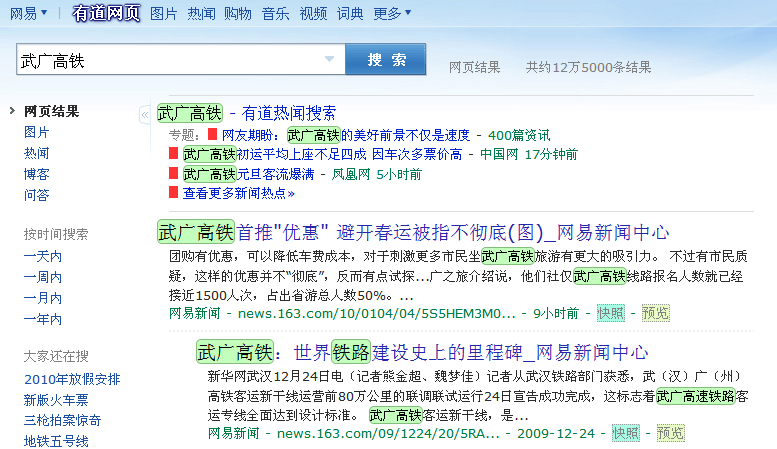 网易 有道网页 图片 热闻 购物 音乐 视频 词典 更多
武广高铁 搜索 网页结果 共约12万5000条结果
网页结果
图片
热闻
博客
问答
按时间搜索
一天内
一周内
一月内
一年内
大家还在搜
2010年放假安排
新版火车票
三枪拍案惊奇
地铁五号线
武广高铁 - 有道热闻搜索
专题: 网友期盼：武广高铁的美好前景不仅是速度 - 400篇资讯
武广高铁初运平均上座不足四成 因车次多票价高 - 中国网 17分钟前
武广高铁元旦客流爆满 - 凤凰网 5小时前
查看更多新闻热点»
武广高铁首推"优惠" 避开春运被指不彻底(图)_网易新闻中心
团购有优惠，可以降低车费成本，对于刺激更多市民坐武广高铁旅游有更大的吸引力。 不过有市民质
疑，这样的优惠并不“彻底”，反而有点试探...广之旅介绍说，他们社仅武广高铁线路报名人数就已经
接近1500人次，占出省游总人数50%。...
网易新闻 - news.163.com/10/0104/04/5S5HEM3M0... - 9小时前 - 快照 - 预览
武广高铁：世界铁路建设史上的里程碑_网易新闻中心
新华网武汉12月24日电（记者熊金超、魏梦佳）记者从武汉铁路部门获悉，武（汉）广（州）
高铁客运新干线运营前80万公里的联调联试运行24日宣告成功完成，这标志着武广高速铁路客
运专线全面达到设计标准。 武广高铁客运新干线，是...
网易新闻 - news.163.com/09/1224/20/5RA... - 2009-12-24 - 快照 - 预览